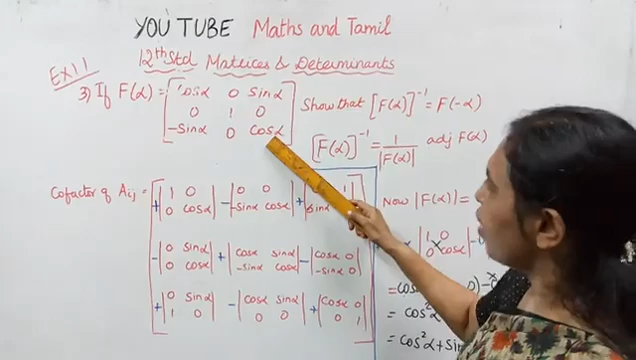 YOU TUBE Maths and Tamil
12th Std Matrices & Determinants
EX 1.1
3) If F(α) = [cosα 0 sinα
0 1 0
-sinα 0 cosα]
Show that [F(α)]⁻¹ = F(-α)
[F(α)]⁻¹ = 1/|F(α)| adj F(α)
Cofactor of Aij = [+|1 0; 0 cosα| -|0 0; -sinα cosα| +
-|0 sinα; 0 cosα| +|cosα sinα; -sinα cosα| -|cosα 0; -sinα 0|
+|0 sinα; 1 0| -|cosα sinα; 0 0| +|cosα 0; 0 1|]
Now |F(α)| =
|1 0; 0 cosα| -0
= cos
= cos²α
= cos²α + sin